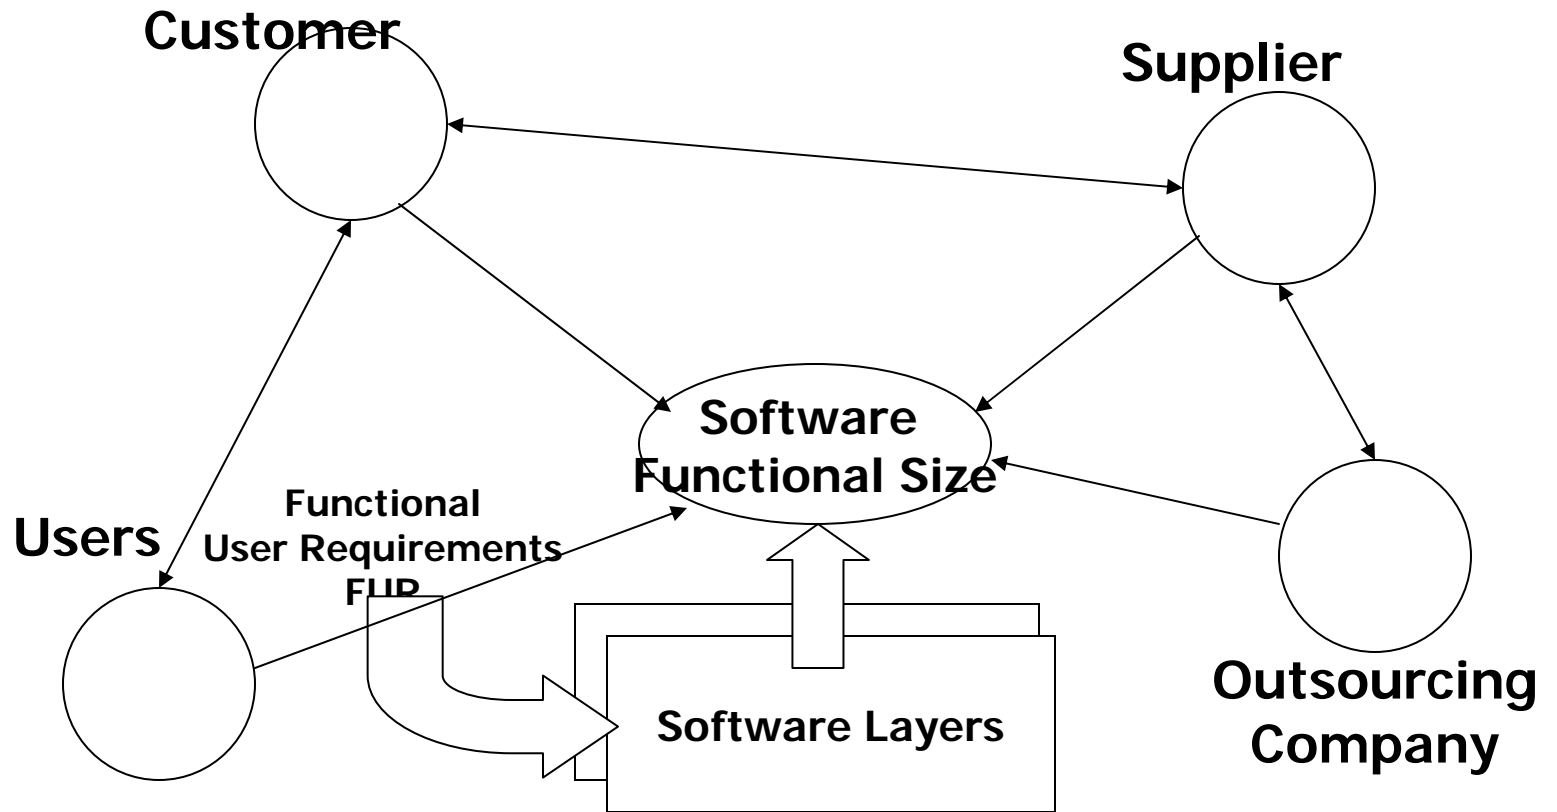 Customer
Supplier
Software
Functional Size
Functional
User Requirements
FUR
Users
Software Layers
Outsourcing
Company